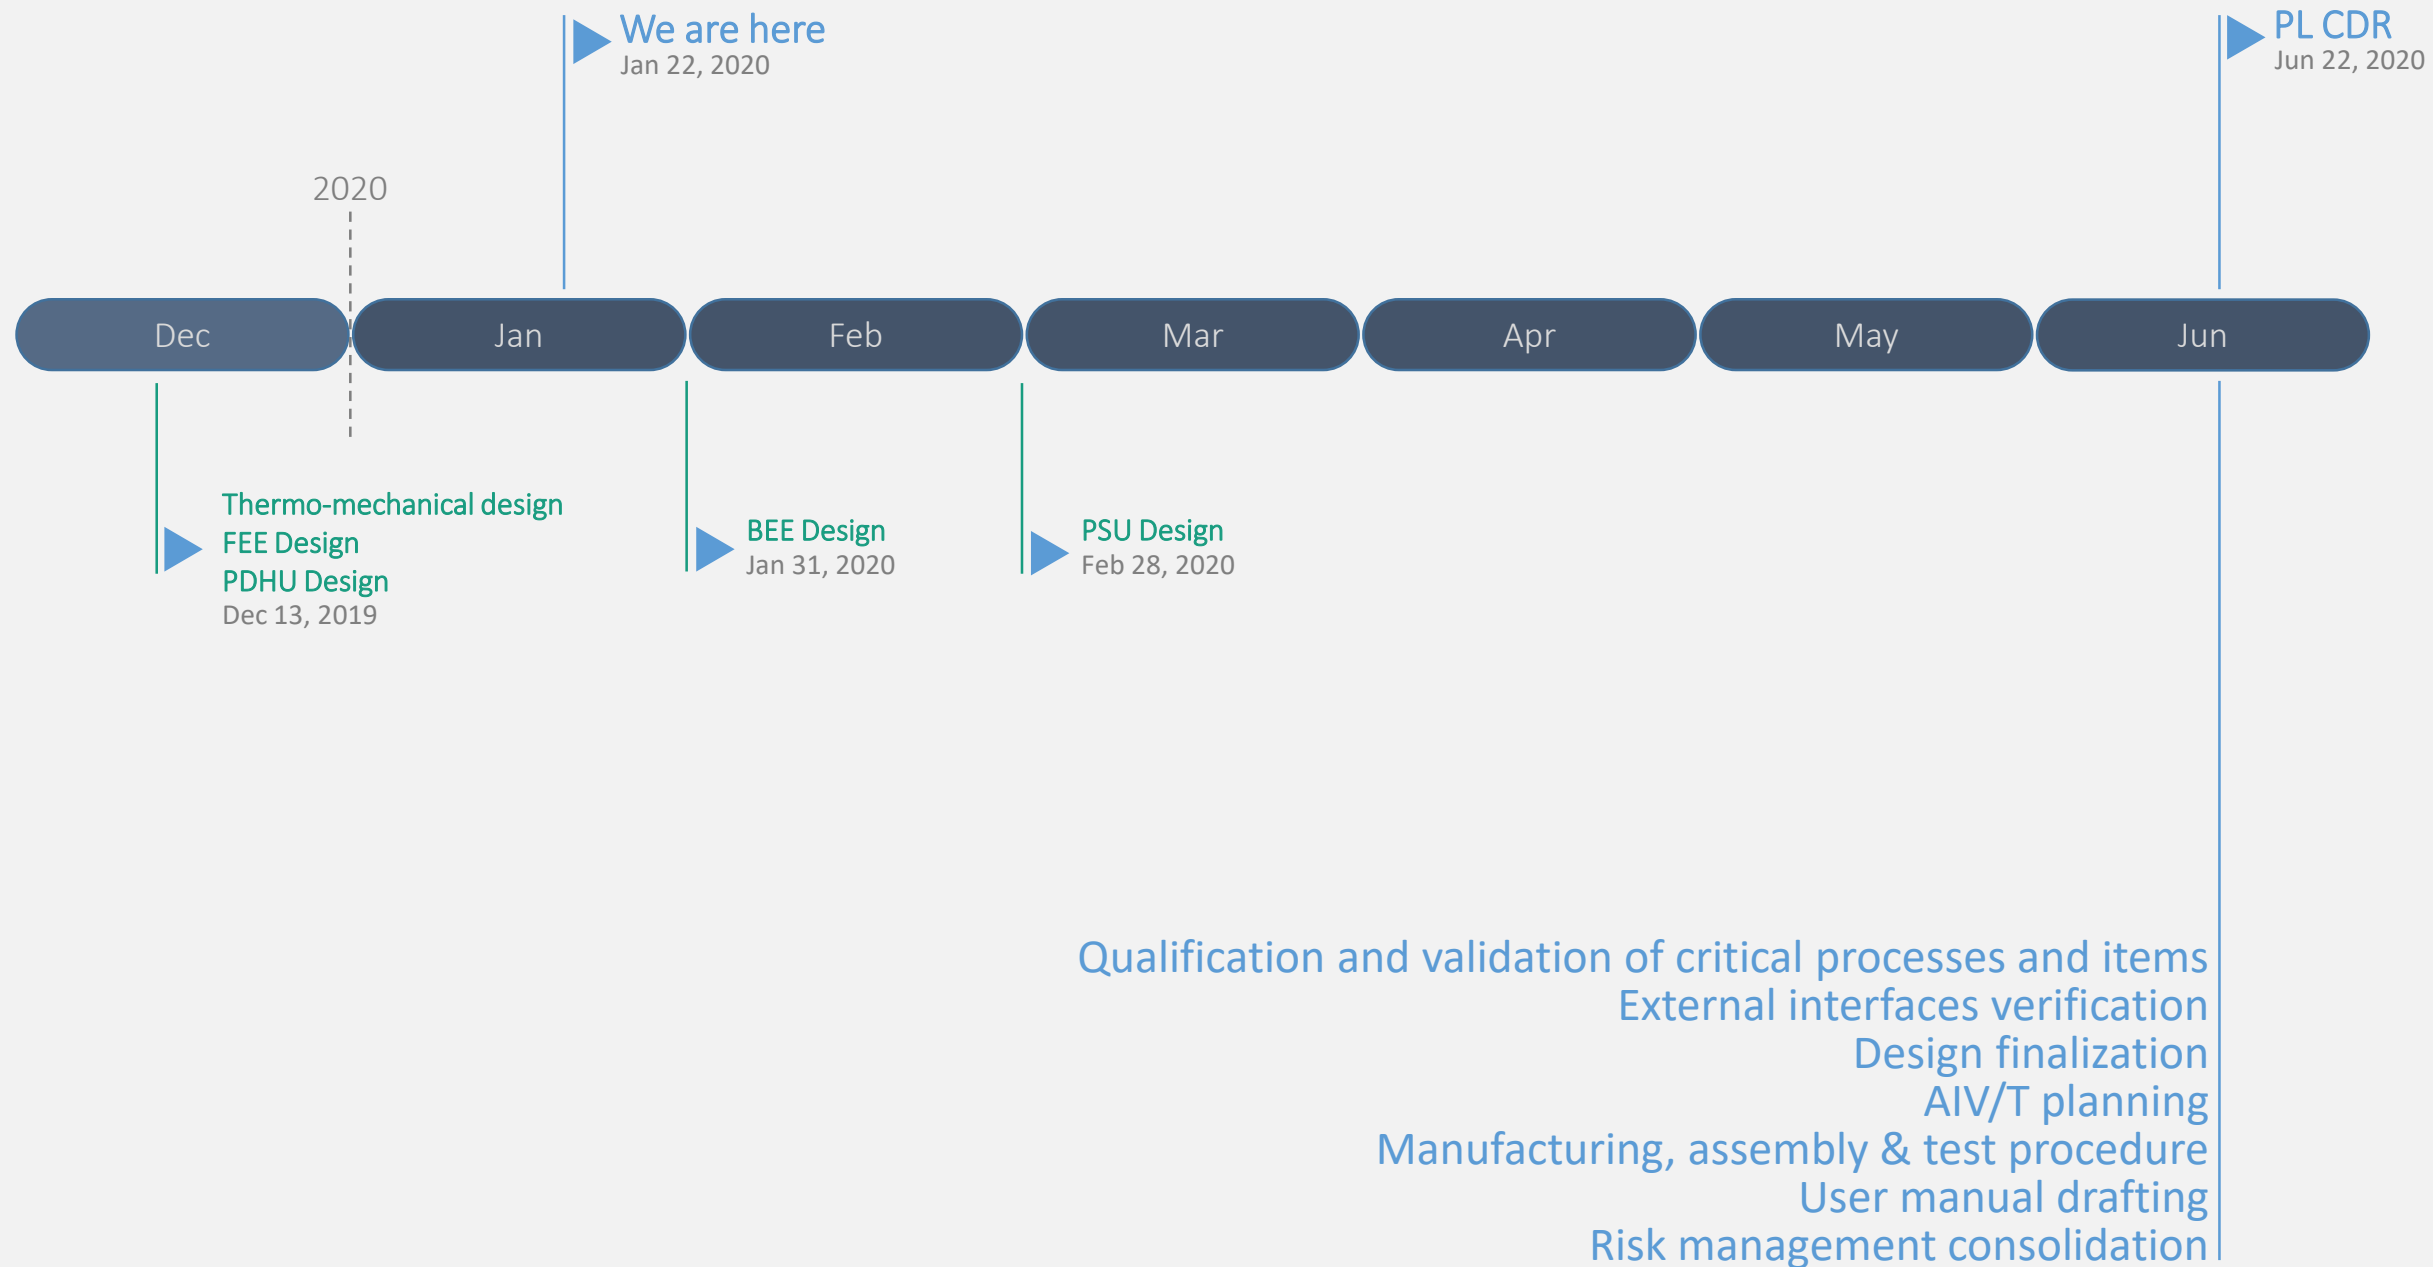 We are here
Jan 22, 2020
PL CDR
Jun 22, 2020
2020
Dec
Jan
Feb
Mar
Apr
May
Jun
Thermo-mechanical design
FEE Design
PDHU Design
Dec 13, 2019
BEE Design
Jan 31, 2020
PSU Design
Feb 28, 2020
Qualification and validation of critical processes and items
External interfaces verification
Design finalization
AIV/T planning
Manufacturing, assembly & test procedure
User manual drafting
Risk management consolidation